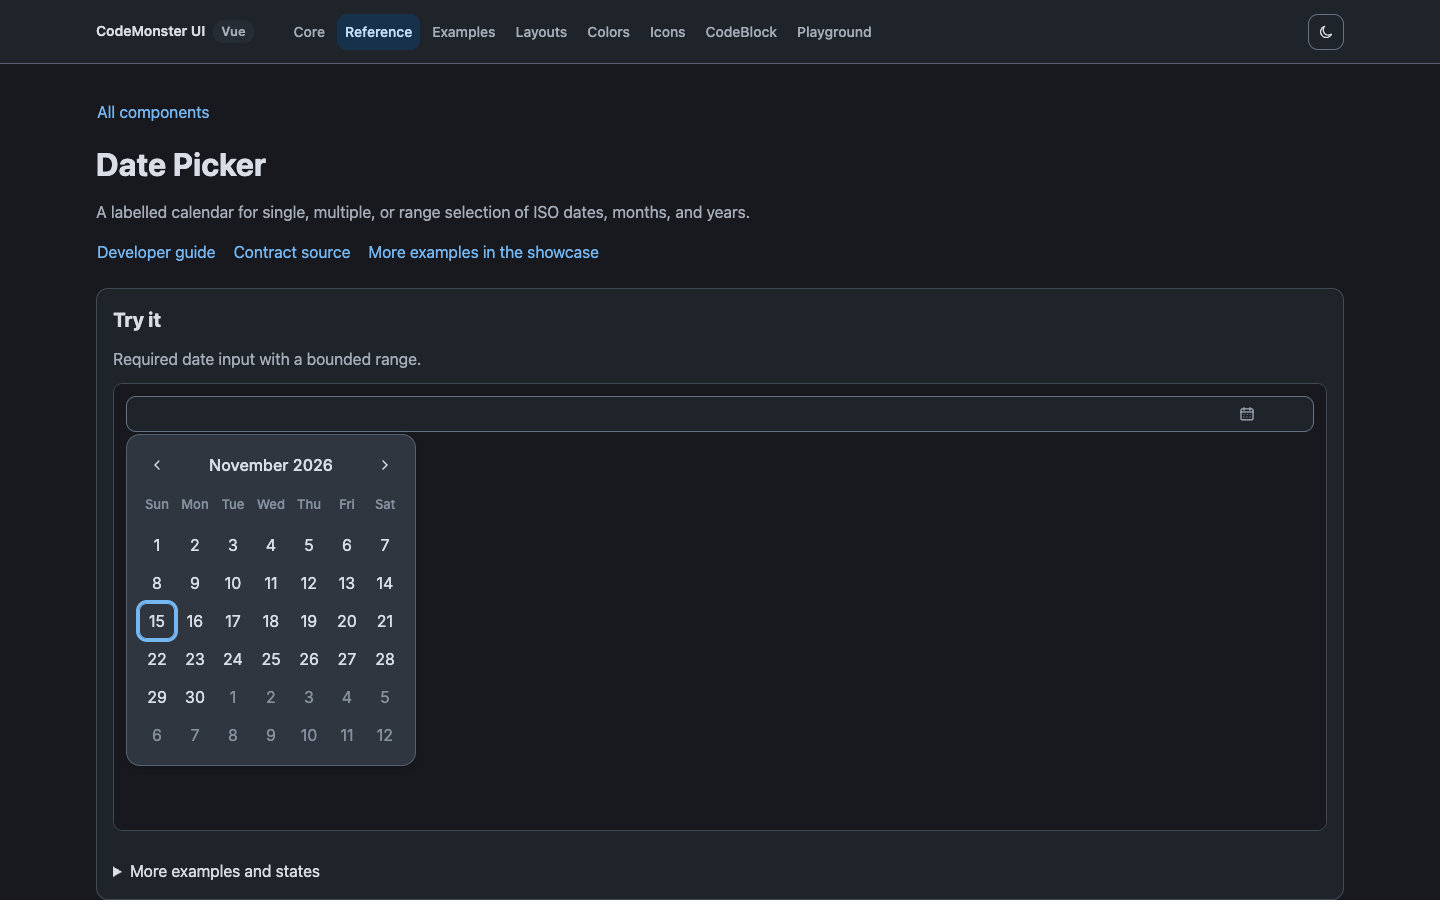 CodeMonster UI Vue Core Reference Examples Layouts Colors Icons CodeBlock Playground
All components
Date Picker
A labelled calendar for single, multiple, or range selection of ISO dates, months, and years.
Developer guide Contract source More examples in the showcase
Try it
Required date input with a bounded range.
November 2026
Sun Mon Tue Wed Thu Fri Sat
1 2 3 4 5 6 7
8 9 10 11 12 13 14
15 16 17 18 19 20 21
22 23 24 25 26 27 28
29 30 1 2 3 4 5
6 7 8 9 10 11 12
More examples and states